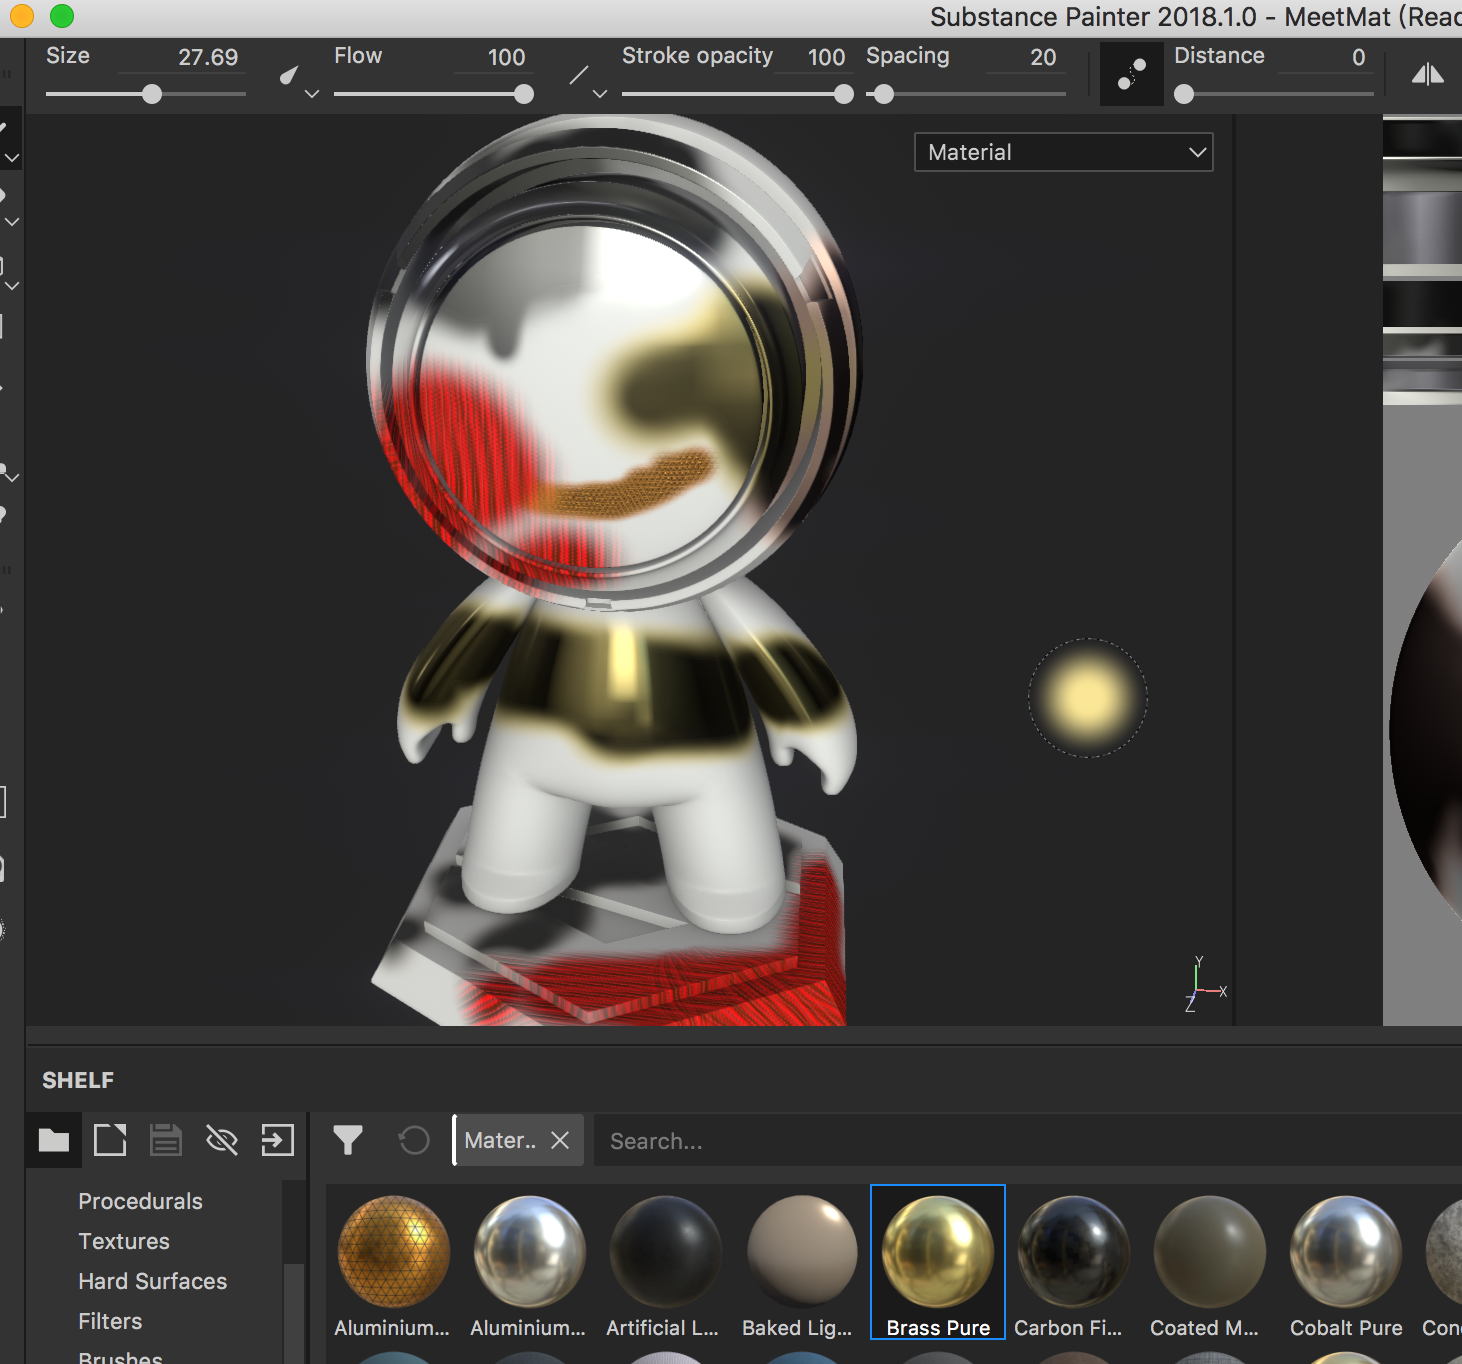 Substance Painter 2018.1.0 - MeetMat (Reac
Size 27.69 Flow 100 Stroke opacity 100 Spacing 20 Distance 0
Material
Y
X
Z
SHELF
Mater.. Search...
Procedurals
Textures
Hard Surfaces
Filters
Brushes
Aluminium... Aluminium... Artificial L... Baked Lig... Brass Pure Carbon Fi... Coated M... Cobalt Pure Conc